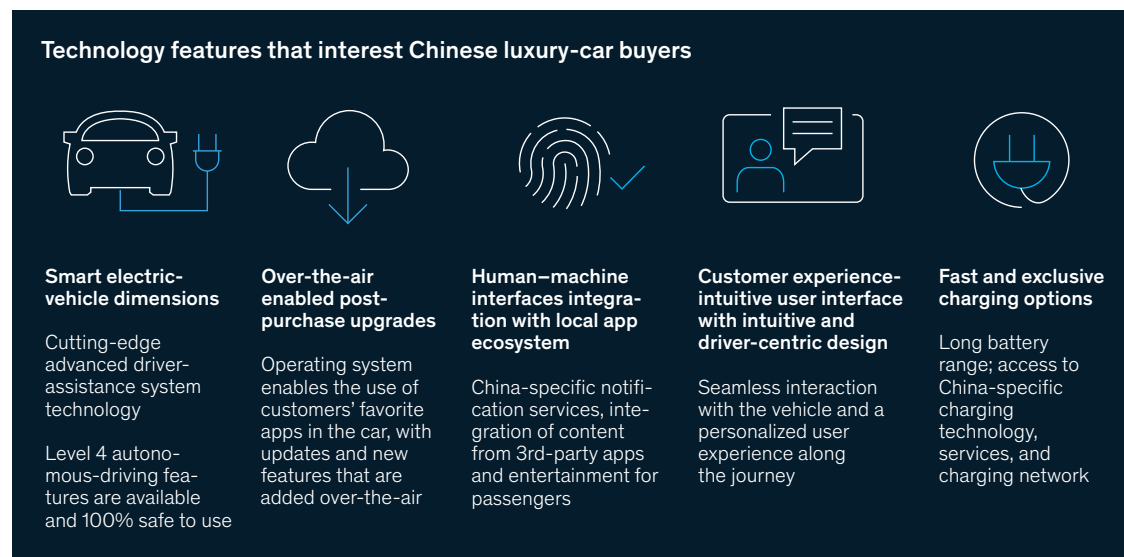 Technology features that interest Chinese luxury-car buyers
Smart electric-
vehicle dimensions
Cutting-edge
advanced driver-
assistance system
technology
Level 4 autono-
mous-driving fea-
tures are available
and 100% safe to use
Over-the-air
enabled post-
purchase upgrades
Operating system
enables the use of
customers’ favorite
apps in the car, with
updates and new
features that are
added over-the-air
Human–machine
interfaces integra-
tion with local app
ecosystem
China-specific notifi-
cation services, inte-
gration of content
from 3rd-party apps
and entertainment for
passengers
Customer experience-
intuitive user interface
with intuitive and
driver-centric design
Seamless interaction
with the vehicle and a
personalized user
experience along
the journey
Fast and exclusive
charging options
Long battery
range; access to
China-specific
charging
technology,
services, and
charging network